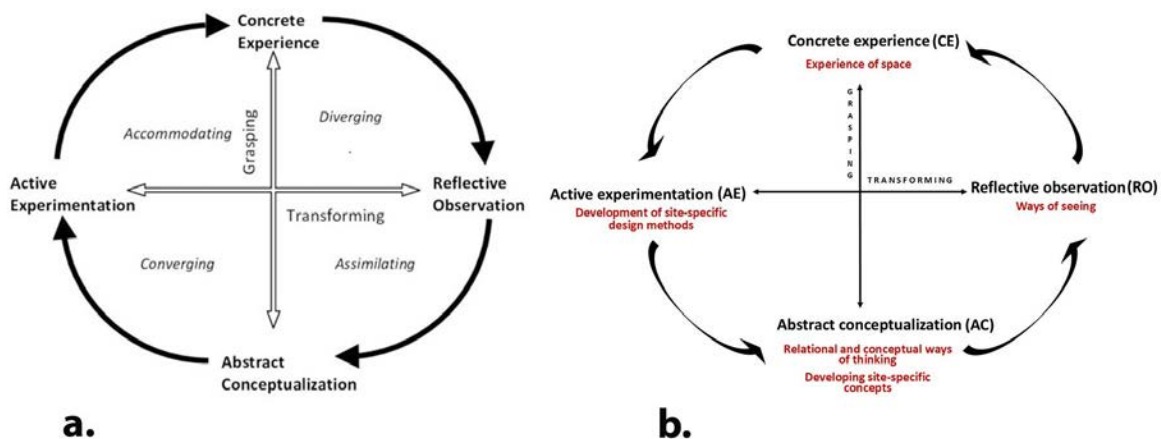 Concrete
Experience
Accommodating
Grasping
Diverging
Active
Experimentation
Reflective
Observation
Transforming
Converging
Assimilating
Abstract
Conceptualization
a.
Concrete experience (CE)
Experience of space
GRASPING
TRANSFORMING
Active experimentation (AE)
Development of site-specific
design methods
Reflective observation (RO)
Ways of seeing
Abstract conceptualization (AC)
Relational and conceptual ways
of thinking
Developing site-specific
concepts
b.